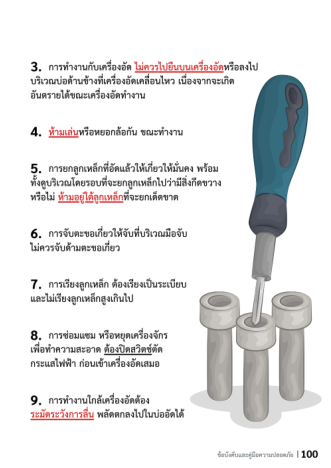 3. การทำงานกับเครื่องอัด ไม่ควรไปยืนบนเครื่องอัดหรือลงไป
บริเวณบ่อด้านข้างที่เครื่องอัดเคลื่อนไหว เนื่องจากจะเกิด
อันตรายได้ขณะเครื่องอัดทำงาน
4. ห้ามเล่นหรือหยอกล้อกัน ขณะทำงาน
5. การยกลูกเหล็กที่อัดแล้วให้เกี่ยวให้มั่นคง พร้อม
ทั้งดูบริเวณโดยรอบที่จะยกลูกเหล็กไปว่ามีสิ่งกีดขวาง
หรือไม่ ห้ามอยู่ใต้ลูกเหล็กที่จะยกเด็ดขาด
6. การจับตะขอเกี่ยวให้จับที่บริเวณมือจับ
ไม่ควรจับด้ามตะขอเกี่ยว
7. การเรียงลูกเหล็ก ต้องเรียงเป็นระเบียบ
และไม่เรียงลูกเหล็กสูงเกินไป
8. การซ่อมแซม หรือหยุดเครื่องจักร
เพื่อทำความสะอาด ต้องปิดสวิตช์ตัด
กระแสไฟฟ้า ก่อนเข้าเครื่องอัดเสมอ
9. การทำงานใกล้เครื่องอัดต้อง
ระมัดระวังการลื่น พลัดตกลงไปในบ่ออัดได้
ข้อบังคับและคู่มือความปลอดภัย | 100